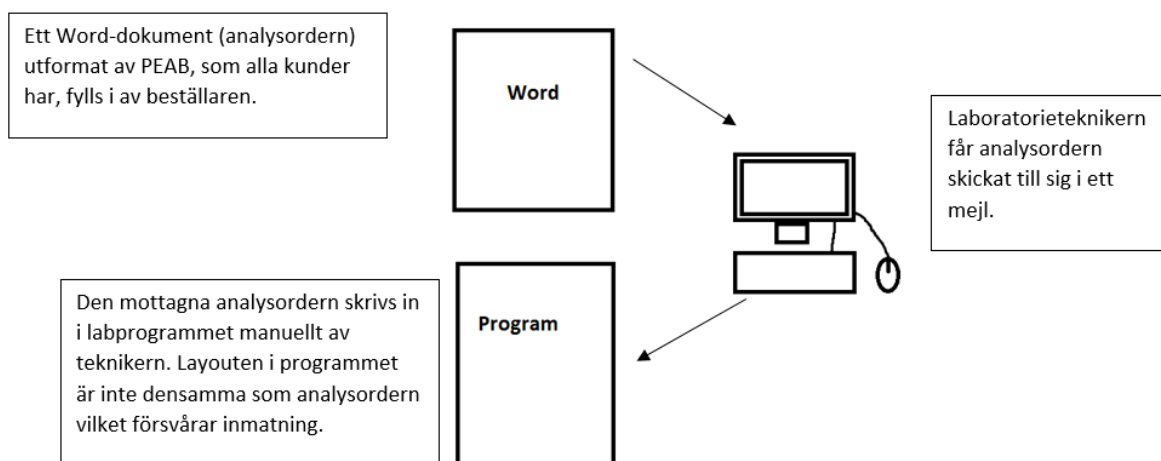 Ett Word-dokument (analysordern)
utformat av PEAB, som alla kunder
har, fylls i av beställaren.
Word
Laboratorieteknikern
får analysordern
skickat till sig i ett
mejl.
Den mottagna analysordern skrivs in
i labprogrammet manuellt av
teknikern. Layouten i programmet
är inte densamma som analysordern
vilket försvårar inmatning.
Program